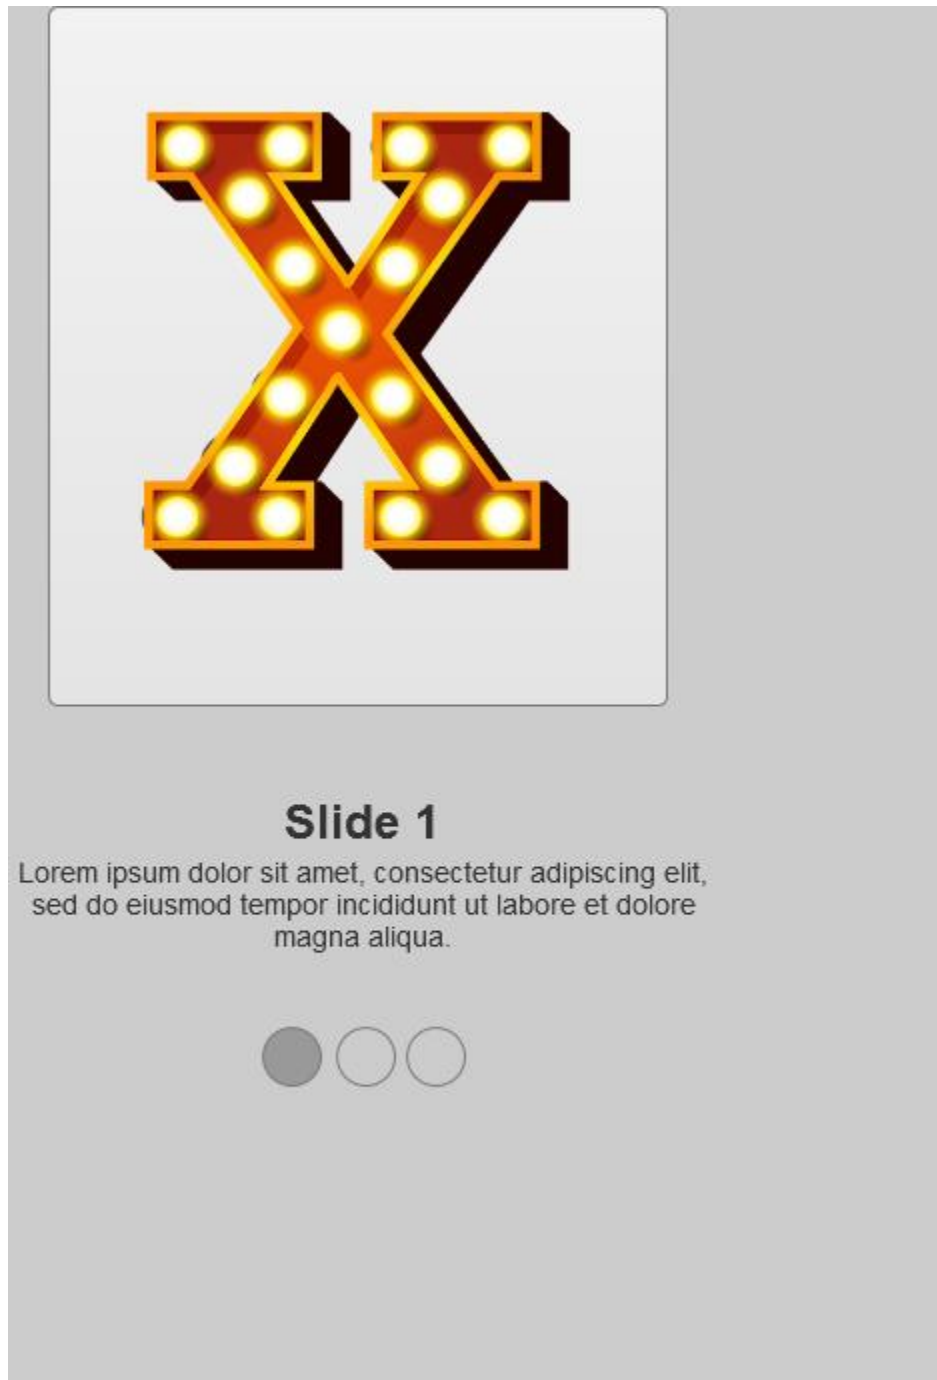 X
Slide 1
Lorem ipsum dolor sit amet, consectetur adipiscing elit,
sed do eiusmod tempor incididunt ut labore et dolore
magna aliqua.